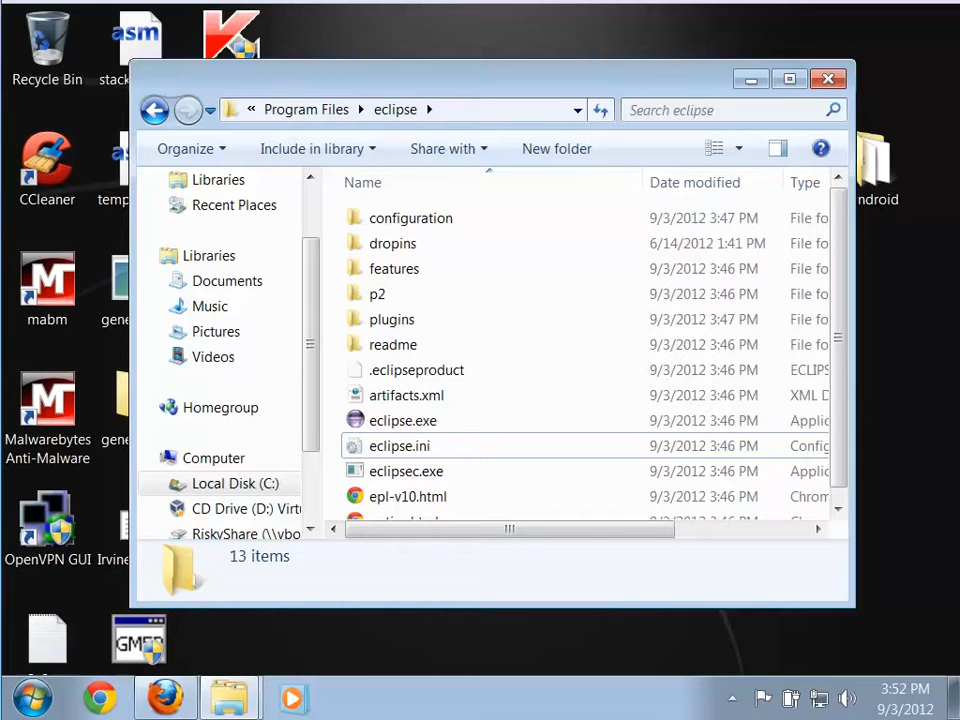 asm
Recycle Bin
stack
« Program Files eclipse
Search eclipse
Organize
Include in library
Share with
New folder
Name
Date modified
Type
Libraries
Recent Places
Libraries
Documents
Music
Pictures
Videos
Homegroup
Computer
Local Disk (C:)
CD Drive (D:) Virtu
RiskyShare (\\vbo
configuration 9/3/2012 3:47 PM File fo
dropins 6/14/2012 1:41 PM File fo
features 9/3/2012 3:46 PM File fo
p2 9/3/2012 3:46 PM File fo
plugins 9/3/2012 3:47 PM File fo
readme 9/3/2012 3:46 PM File fo
.eclipseproduct 9/3/2012 3:46 PM ECLIPS
artifacts.xml 9/3/2012 3:46 PM XML D
eclipse.exe 9/3/2012 3:46 PM Applic
eclipse.ini 9/3/2012 3:46 PM Config
eclipsec.exe 9/3/2012 3:46 PM Applic
epl-v10.html 9/3/2012 3:46 PM Chrom
13 items
CCleaner
temp
ndroid
mabm
gene
Malwarebytes
Anti-Malware
gene
OpenVPN GUI
Irvine
GMER
3:52 PM
9/3/2012